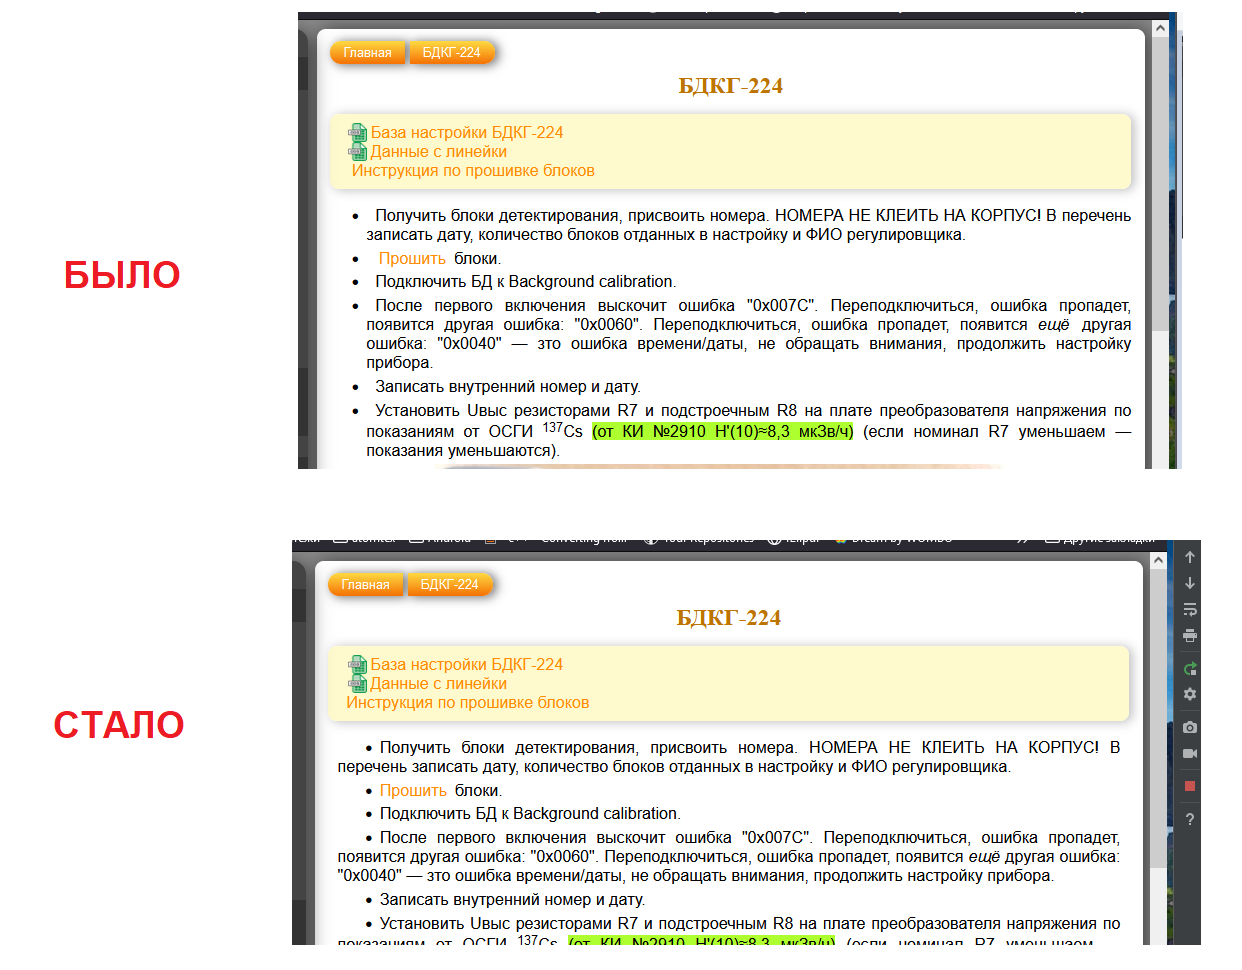 Главная БДКГ-224
БДКГ-224
База настройки БДКГ-224
Данные с линейки
Инструкция по прошивке блоков
• Получить блоки детектирования, присвоить номера. НОМЕРА НЕ КЛЕИТЬ НА КОРПУС! В перечень
записать дату, количество блоков отданных в настройку и ФИО регулировщика.
• Прошить блоки.
• Подключить БД к Background calibration.
БЫЛО
• После первого включения выскочит ошибка "0x007C". Переподключиться, ошибка пропадет,
появится другая ошибка: "0x0060". Переподключиться, ошибка пропадет, появится ещё другая
ошибка: "0x0040" — зто ошибка времени/даты, не обращать внимания, продолжить настройку
прибора.
• Записать внутренний номер и дату.
• Установить Uвыс резисторами R7 и подстроечным R8 на плате преобразователя напряжения по
показаниям от ОСГИ 137Cs (от КИ №2910 Н'(10)≈8,3 мкЗв/ч) (если номинал R7 уменьшаем —
показания уменьшаются).
Другие закладки
Главная БДКГ-224
БДКГ-224
База настройки БДКГ-224
Данные с линейки
Инструкция по прошивке блоков
СТАЛО
• Получить блоки детектирования, присвоить номера. НОМЕРА НЕ КЛЕИТЬ НА КОРПУС! В
перечень записать дату, количество блоков отданных в настройку и ФИО регулировщика.
• Прошить блоки.
• Подключить БД к Background calibration.
• После первого включения выскочит ошибка "0x007C". Переподключиться, ошибка пропадет,
появится другая ошибка: "0x0060". Переподключиться, ошибка пропадет, появится ещё другая ошибка:
"0x0040" — зто ошибка времени/даты, не обращать внимания, продолжить настройку прибора.
• Записать внутренний номер и дату.
• Установить Uвыс резисторами R7 и подстроечным R8 на плате преобразователя напряжения по
показаниям от ОСГИ 137Cs (от КИ №2910 Н'(10)≈8,3 мкЗв/ч) (если номинал R7 уменьшаем